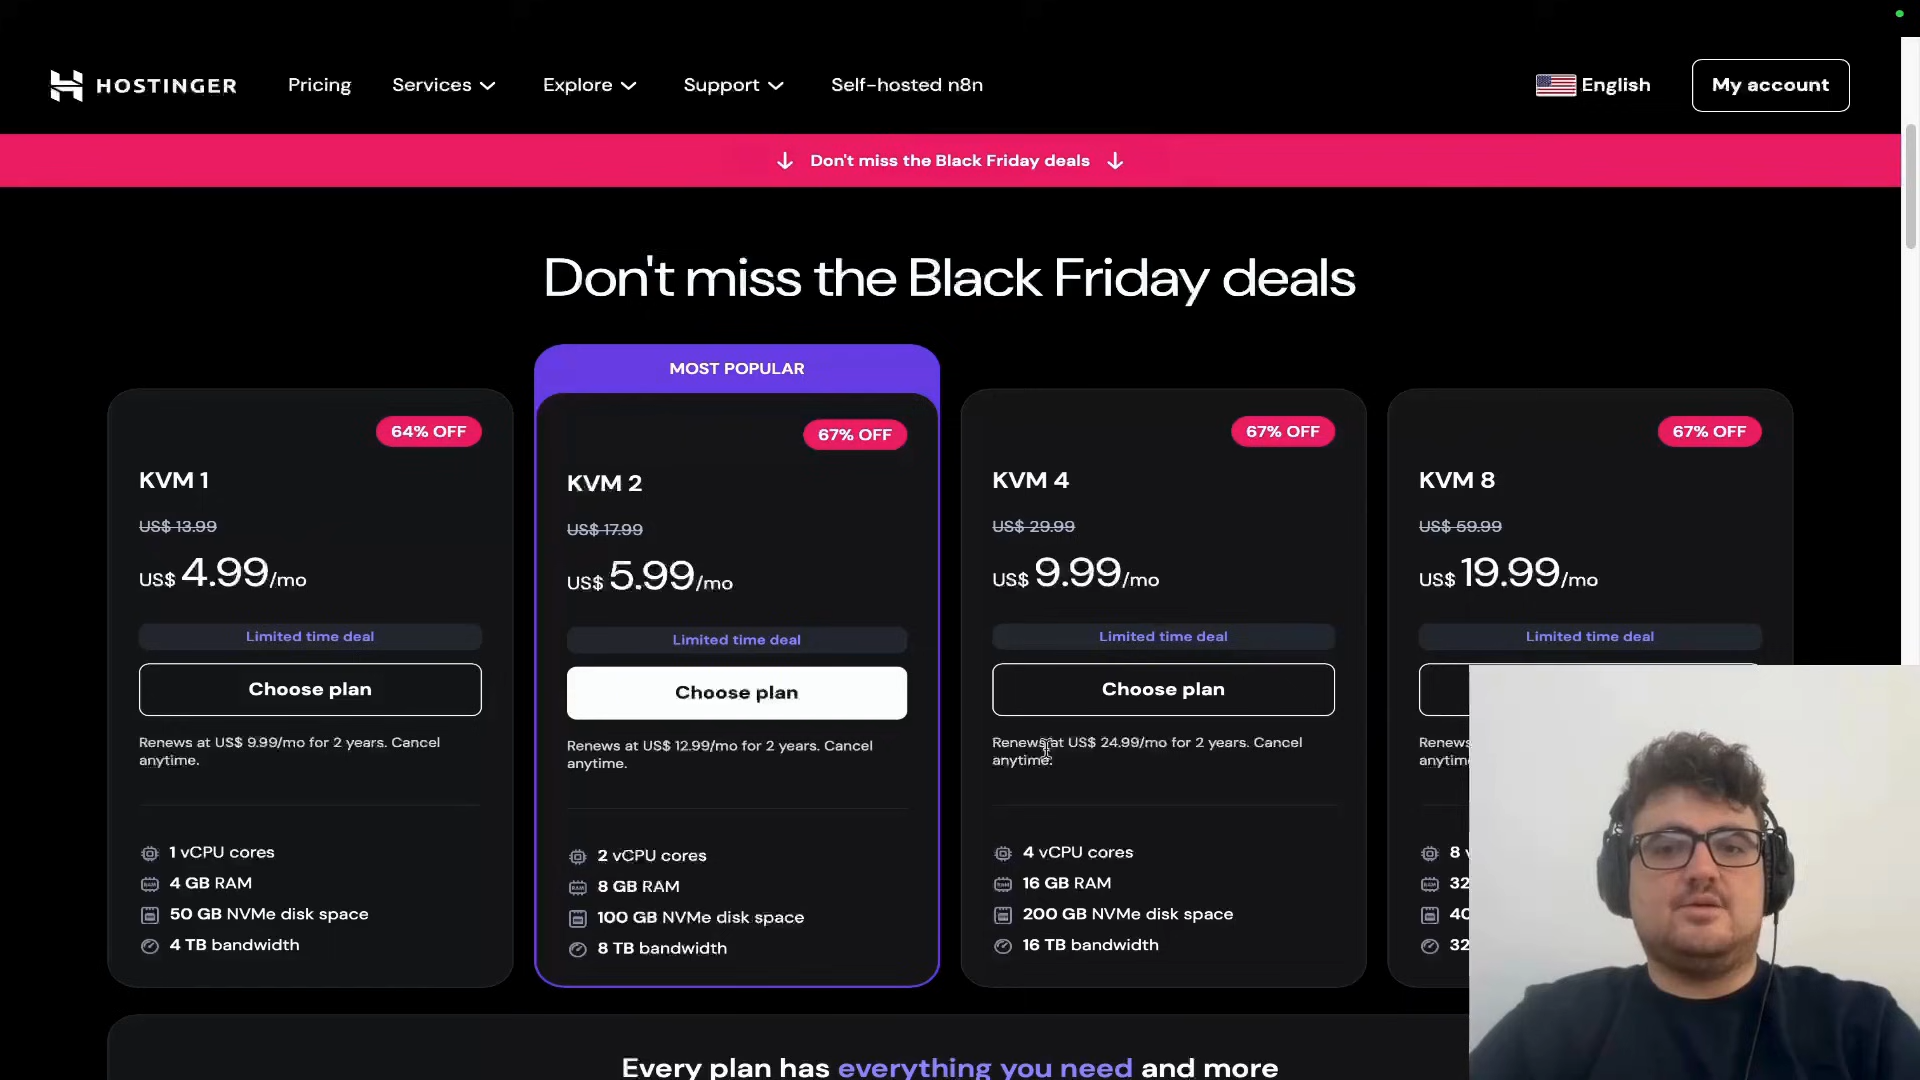 HOSTINGER
Pricing
Services
Explore
Support
Self-hosted n8n
English
My account
Don't miss the Black Friday deals
Don't miss the Black Friday deals
MOST POPULAR
64% OFF
KVM 1
US$ 13.99
US$ 4.99/mo
Limited time deal
Choose plan
Renews at US$ 9.99/mo for 2 years. Cancel
anytime.
1 vCPU cores
4 GB RAM
50 GB NVMe disk space
4 TB bandwidth
67% OFF
KVM 2
US$ 17.99
US$ 5.99/mo
Limited time deal
Choose plan
Renews at US$ 12.99/mo for 2 years. Cancel
anytime.
2 vCPU cores
8 GB RAM
100 GB NVMe disk space
8 TB bandwidth
67% OFF
KVM 4
US$ 29.99
US$ 9.99/mo
Limited time deal
Choose plan
Renews at US$ 24.99/mo for 2 years. Cancel
anytime.
4 vCPU cores
16 GB RAM
200 GB NVMe disk space
16 TB bandwidth
67% OFF
KVM 8
US$ 59.99
US$ 19.99/mo
Limited time deal
Renews
8
32
32
Every plan has everything you need and more